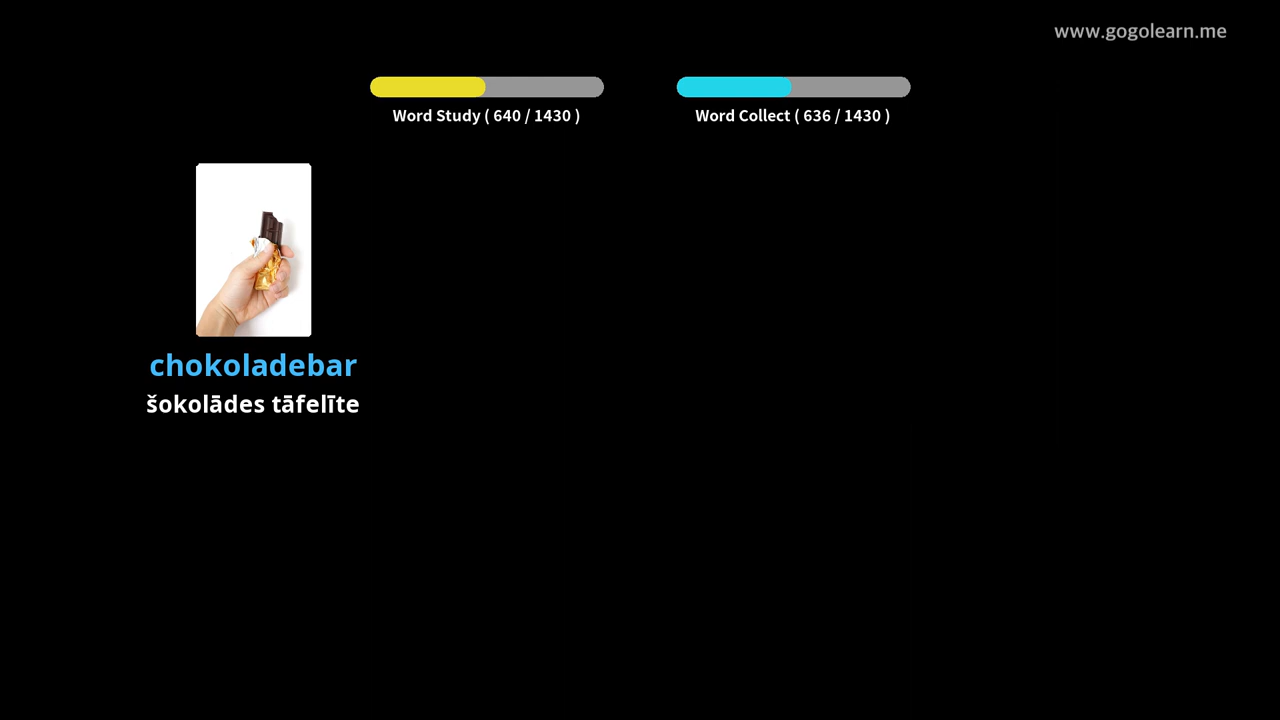 www.gogolearn.me
Word Study ( 640 / 1430 )
Word Collect ( 636 / 1430 )
chokoladebar
šokolādes tāfelīte